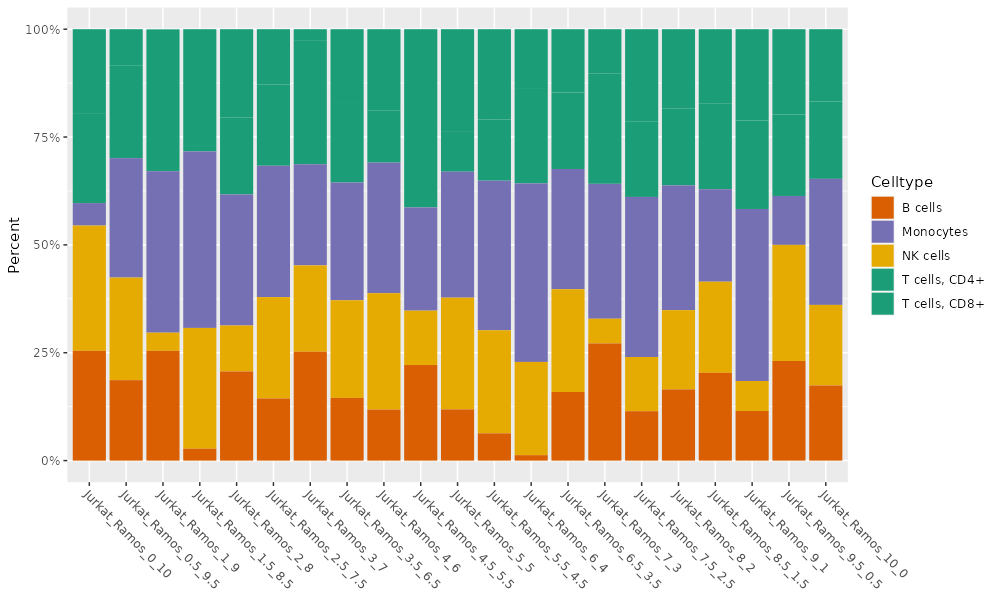 100%
75%
50%
25%
0%
Percent
Jurkat_Ramos_0_10
Jurkat_Ramos_0.5_9.5
Jurkat_Ramos_1_9
Jurkat_Ramos_1.5_8.5
Jurkat_Ramos_2_8
Jurkat_Ramos_2.5_7.5
Jurkat_Ramos_3_7
Jurkat_Ramos_3.5_6.5
Jurkat_Ramos_4_6
Jurkat_Ramos_4.5_5.5
Jurkat_Ramos_5_5
Jurkat_Ramos_5.5_4.5
Jurkat_Ramos_6_4
Jurkat_Ramos_6.5_3.5
Jurkat_Ramos_7_3
Jurkat_Ramos_7.5_2.5
Jurkat_Ramos_8_2
Jurkat_Ramos_8.5_1.5
Jurkat_Ramos_9_1
Jurkat_Ramos_9.5_0.5
Jurkat_Ramos_10_0
Celltype
B cells
Monocytes
NK cells
T cells, CD4+
T cells, CD8+